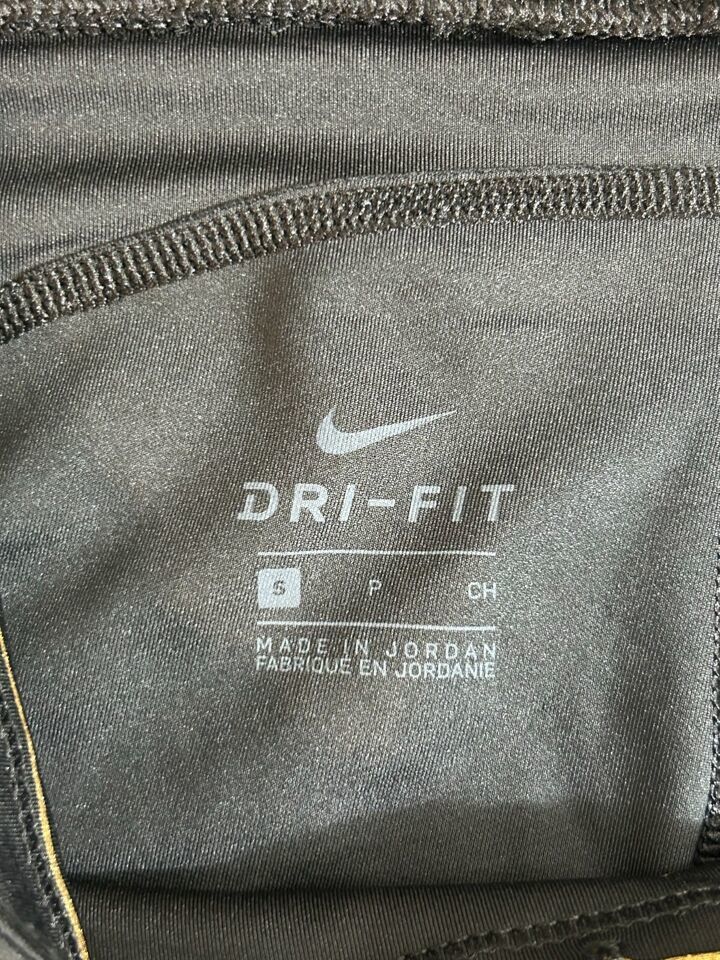 DRI-FIT
S P CH
MADE IN JORDAN
FABRIQUE EN JORDANIE